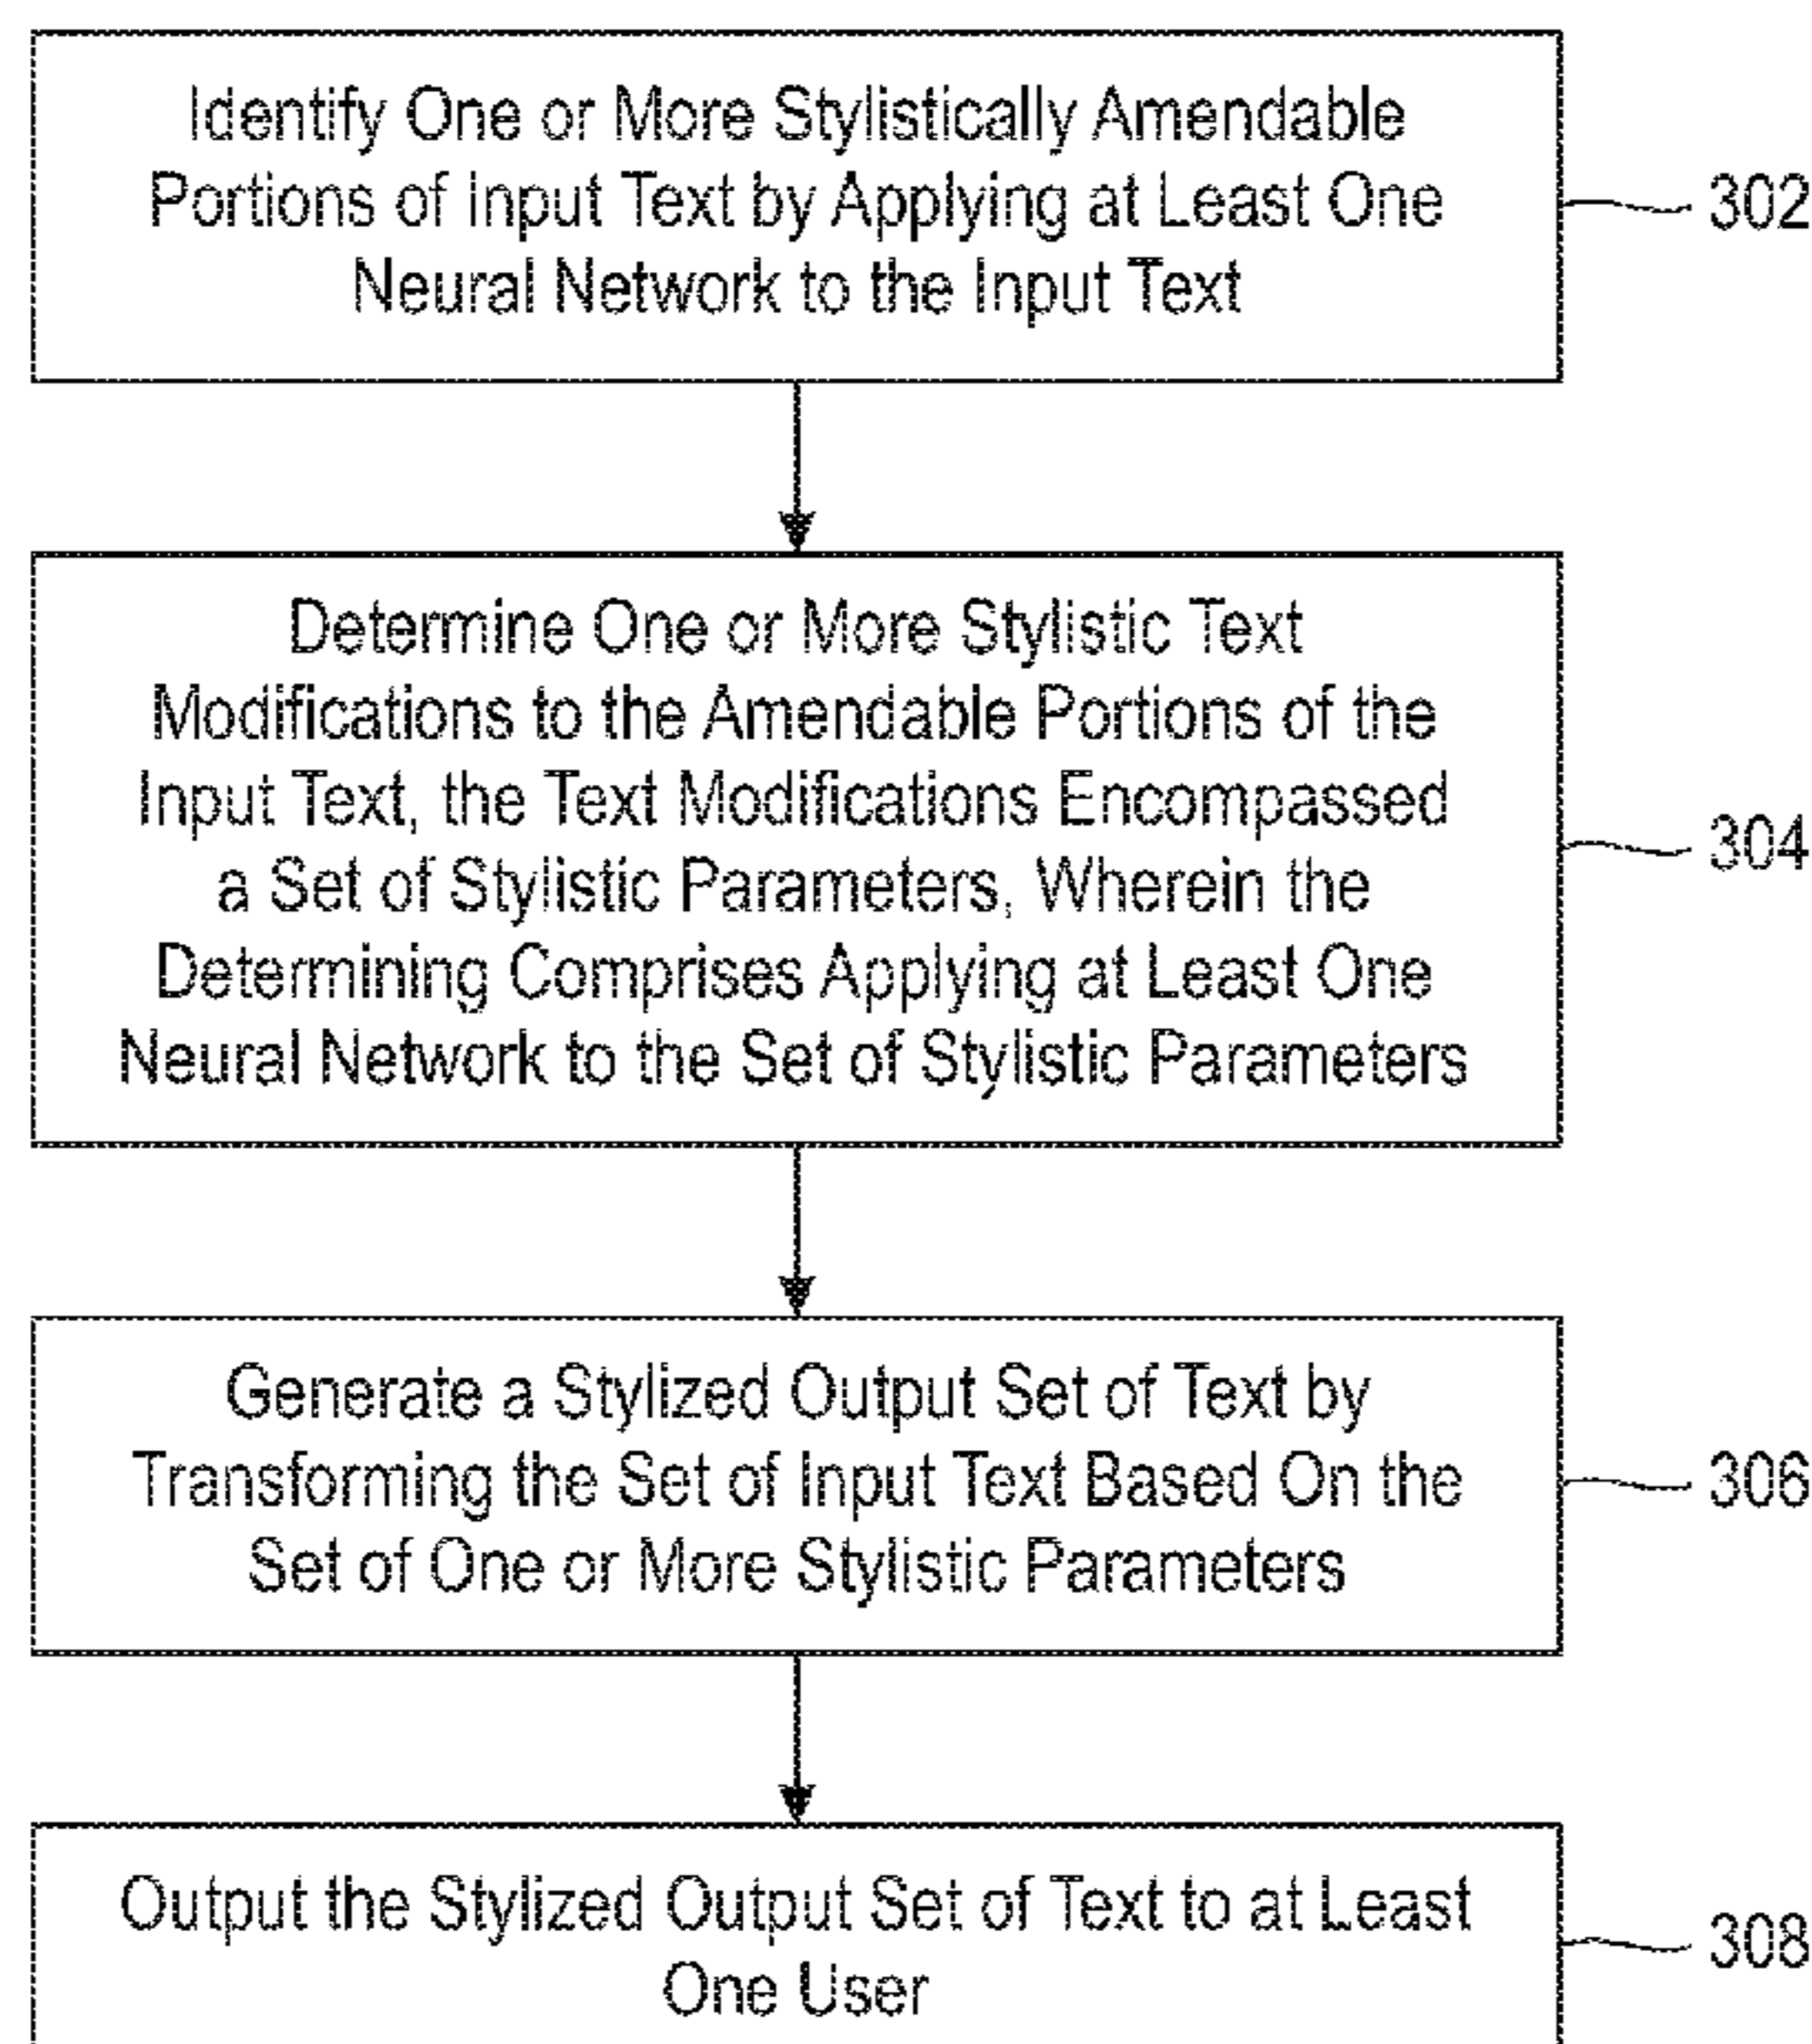 Identify One or More Stylistically Amendable
Portions of Input Text by Applying at Least One
Neural Network to the Input Text
302
Determine One or More Stylistic Text
Modifications to the Amendable Portions of the
Input Text, the Text Modifications Encompassed
a Set of Stylistic Parameters, Wherein the
Determining Comprises Applying at Least One
Neural Network to the Set of Stylistic Parameters
304
Generate a Stylized Output Set of Text by
Transforming the Set of Input Text Based On the
Set of One or More Stylistic Parameters
306
Output the Stylized Output Set of Text to at Least
One User
308